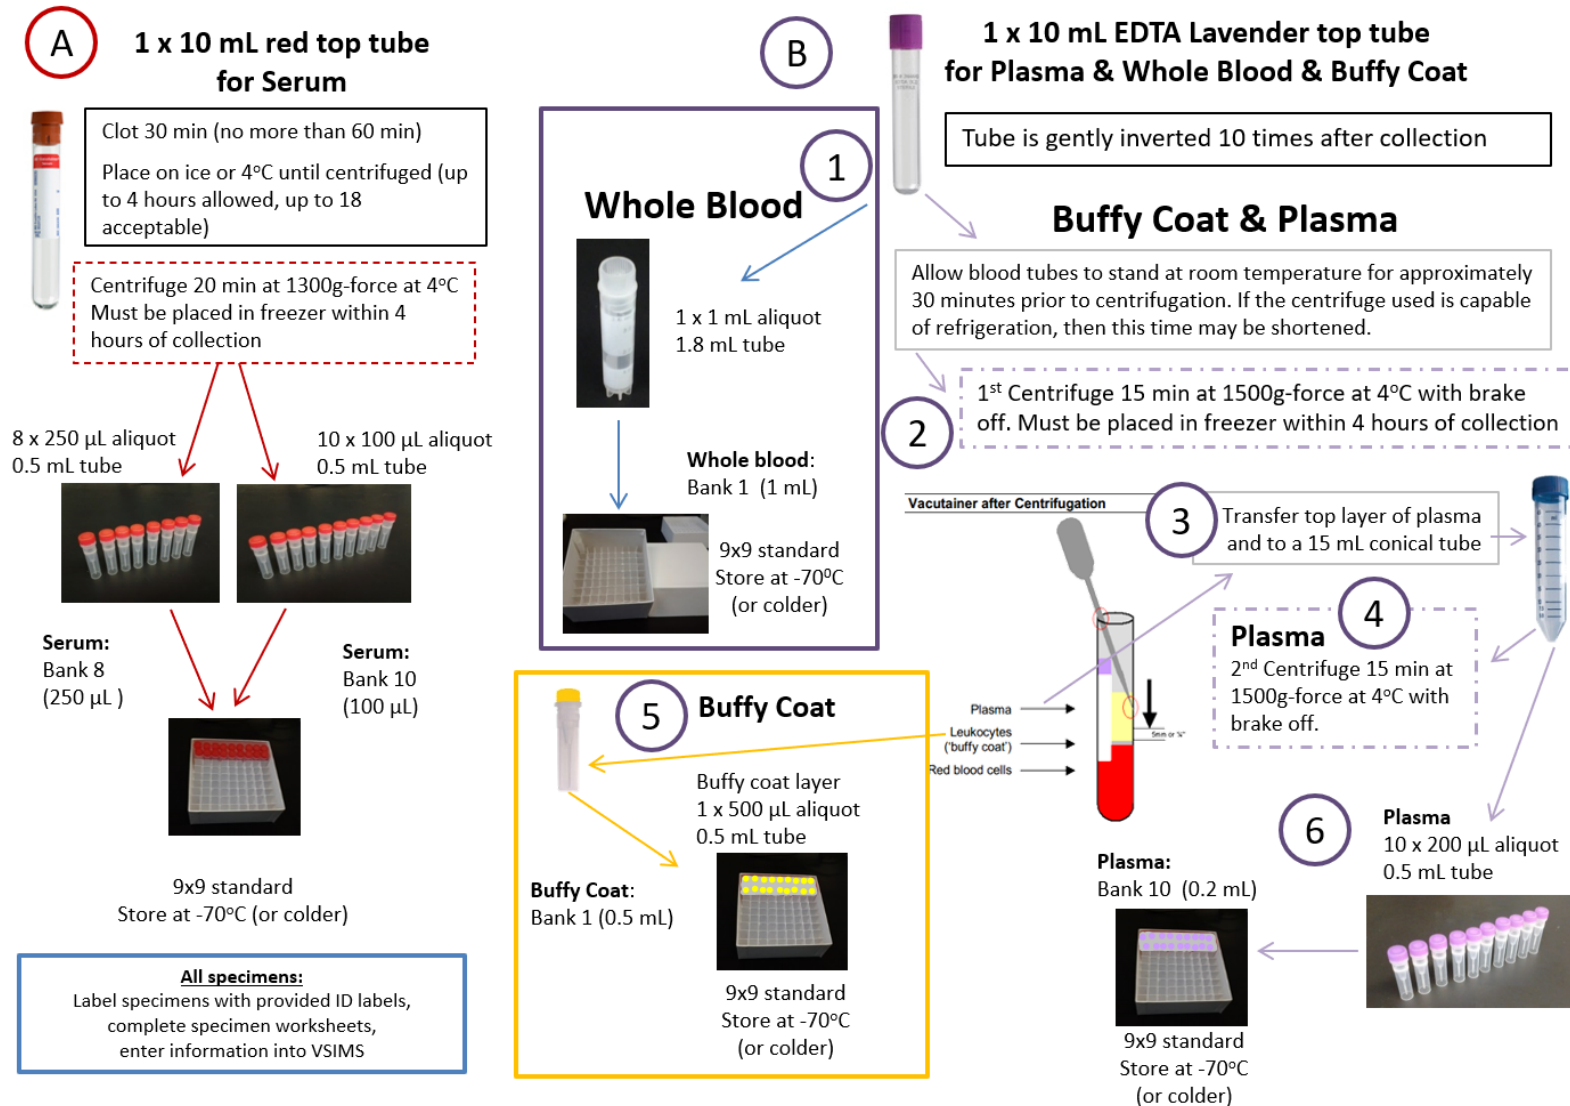 A
1 x 10 mL red top tube
for Serum
Clot 30 min (no more than 60 min)
Place on ice or 4°C until centrifuged (up
to 4 hours allowed, up to 18
acceptable)
Centrifuge 20 min at 1300g-force at 4°C
Must be placed in freezer within 4
hours of collection
8 x 250 µL aliquot
0.5 mL tube
10 x 100 µL aliquot
0.5 mL tube
Serum:
Bank 8
(250 µL )
Serum:
Bank 10
(100 µL)
9x9 standard
Store at -70°C (or colder)
All specimens:
Label specimens with provided ID labels,
complete specimen worksheets,
enter information into VSIMS
B
1 x 10 mL EDTA Lavender top tube
for Plasma & Whole Blood & Buffy Coat
Tube is gently inverted 10 times after collection
1
Whole Blood
1 x 1 mL aliquot
1.8 mL tube
Whole blood:
Bank 1 (1 mL)
9x9 standard
Store at -70⁰C
(or colder)
Buffy Coat & Plasma
Allow blood tubes to stand at room temperature for approximately
30 minutes prior to centrifugation. If the centrifuge used is capable
of refrigeration, then this time may be shortened.
2
1st Centrifuge 15 min at 1500g-force at 4°C with brake
off. Must be placed in freezer within 4 hours of collection
Vacutainer after Centrifugation
3
Transfer top layer of plasma
and to a 15 mL conical tube
Plasma
Leukocytes
('buffy coat')
Red blood cells
5mm or ¼"
4
Plasma
2nd Centrifuge 15 min at
1500g-force at 4°C with
brake off.
5
Buffy Coat
Buffy coat layer
1 x 500 µL aliquot
0.5 mL tube
Buffy Coat:
Bank 1 (0.5 mL)
9x9 standard
Store at -70°C
(or colder)
6
Plasma
10 x 200 µL aliquot
0.5 mL tube
Plasma:
Bank 10 (0.2 mL)
9x9 standard
Store at -70°C
(or colder)